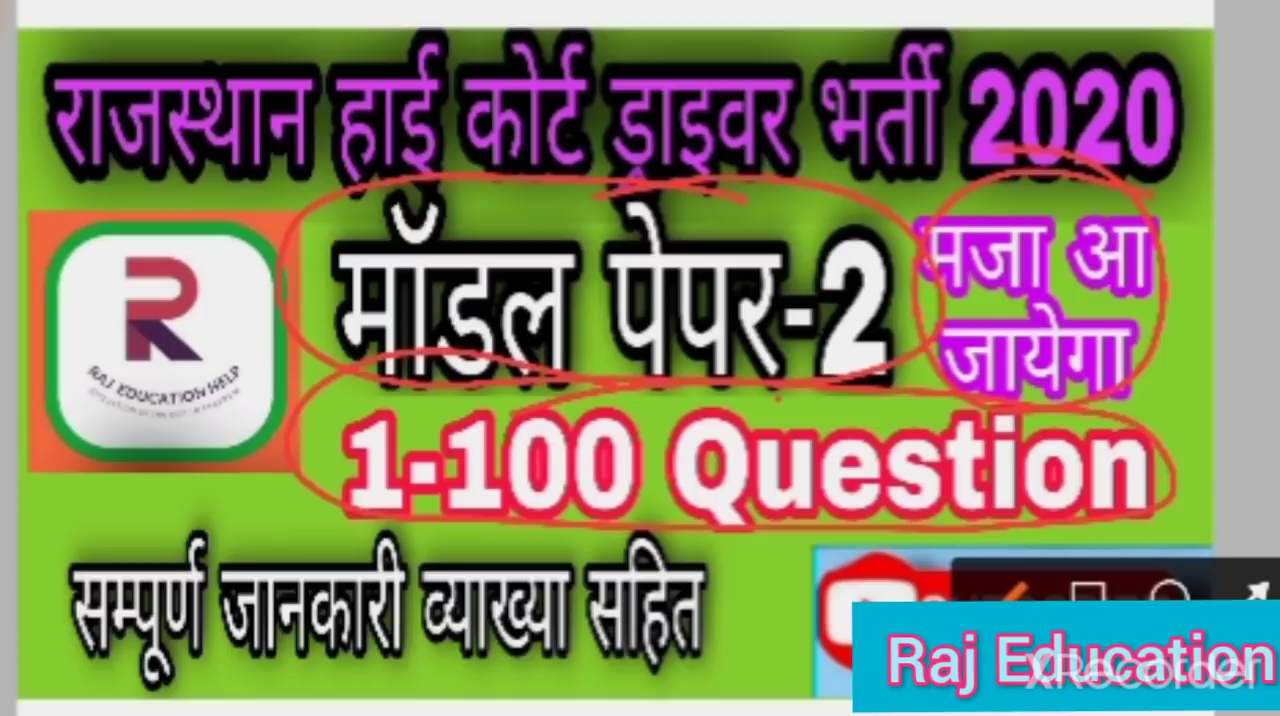 राजस्थान हाई कोर्ट ड्राइवर भर्ती 2020
मॉडल पेपर-2
मजा आ
जायेगा
RAJ EDUCATION HELP
1-100 Question
सम्पूर्ण जानकारी व्याख्या सहित
Raj Education
XRecorder